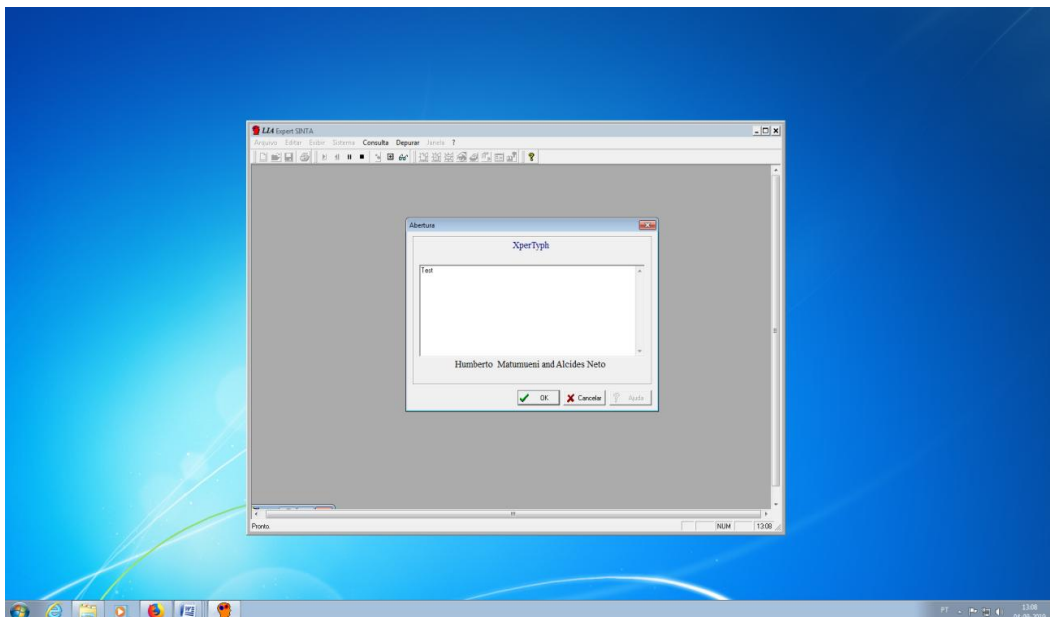 LIA Expert SINTA
Arquivo Editar Exibir Sistema Consulta Depurar Janela ?
Abertura
XperTyph
Test
Humberto Matumueni and Alcides Neto
OK Cancelar Ajuda
Pronto. NUM 13:08
PT 13:08